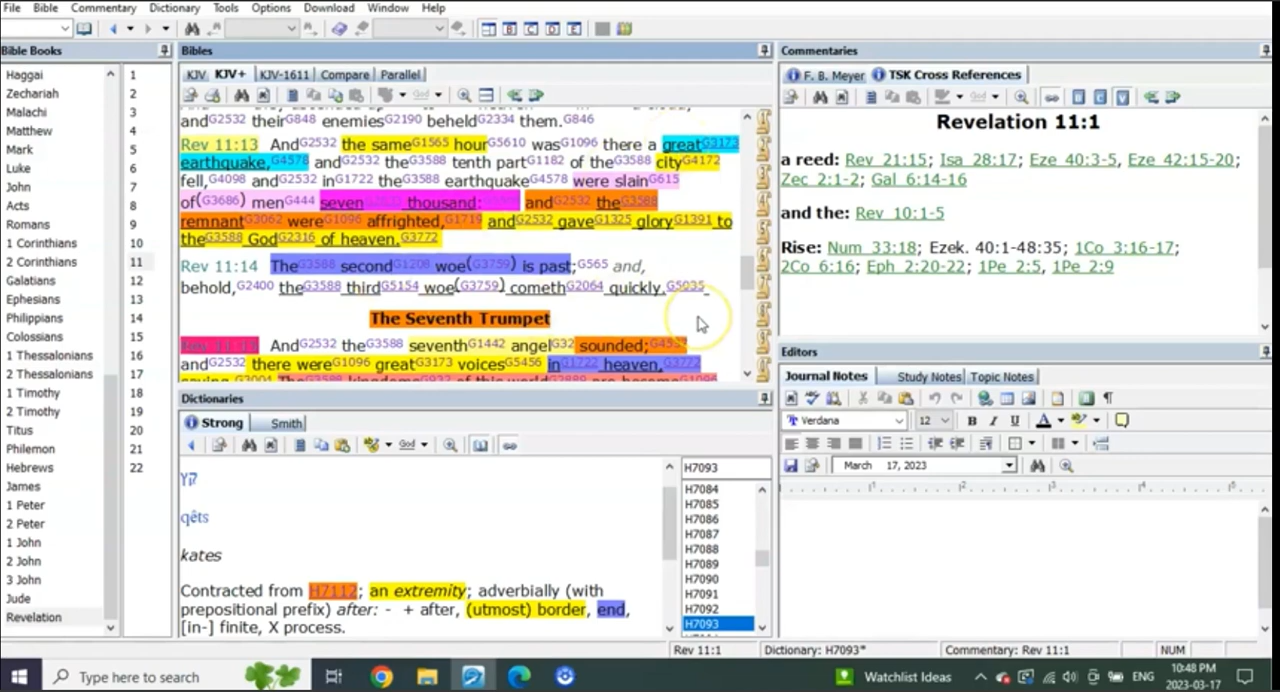 File Bible Commentary Dictionary Tools Options Download Window Help
Bible Books
Haggai
Zechariah
Malachi
Matthew
Mark
Luke
John
Acts
Romans
1 Corinthians
2 Corinthians
Galatians
Ephesians
Philippians
Colossians
1 Thessalonians
2 Thessalonians
1 Timothy
2 Timothy
Titus
Philemon
Hebrews
James
1 Peter
2 Peter
1 John
2 John
3 John
Jude
Revelation
1
2
3
4
5
6
7
8
9
10
11
12
13
14
15
16
17
18
19
20
21
22
Bibles
KJV KJV+ KJV-1611 Compare Parallel
andG2532 theirG848 enemiesG2190 beheldG2334 them.G846
Rev 11:13 AndG2532 the sameG1565 hourG5610 wasG1096 there a greatG3173
earthquake,G4578 andG2532 theG3588 tenth partG1182 of theG3588 cityG4172
fell,G4098 andG2532 inG1722 theG3588 earthquakeG4578 were slainG615
of(G3686) menG444 seven thousand: andG2532 theG3588
remnantG3062 wereG1096 affrighted,G1719 andG2532 gaveG1325 gloryG1391 to
theG3588 GodG2316 of heaven.G3772
Rev 11:14 TheG3588 secondG1208 woe(G3759) is past;G565 and,
behold,G2400 theG3588 thirdG5154 woe(G3759) comethG2064 quickly.G5035
The Seventh Trumpet
Rev 11:15 AndG2532 theG3588 seventhG1442 angelG32 sounded;G4537
andG2532 there wereG1096 greatG3173 voicesG5456 inG1722 heaven,G3772
Dictionaries
Strong Smith
קץ
qêts
kates
Contracted from H7112; an extremity; adverbially (with
prepositional prefix) after: - + after, (utmost) border, end,
[in-] finite, X process.
H7093
H7084
H7085
H7086
H7087
H7088
H7089
H7090
H7091
H7092
H7093
Commentaries
F. B. Meyer TSK Cross References
Revelation 11:1
a reed: Rev 21:15; Isa 28:17; Eze 40:3-5, Eze 42:15-20;
Zec 2:1-2; Gal 6:14-16
and the: Rev 10:1-5
Rise: Num 33:18; Ezek. 40:1-48:35; 1Co 3:16-17;
2Co 6:16; Eph 2:20-22; 1Pe 2:5, 1Pe 2:9
Editors
Journal Notes Study Notes Topic Notes
Verdana 12 B I U A
March 17, 2023
1 2 3 4 5
Rev 11:1 Dictionary: H7093* Commentary: Rev 11:1 NUM
Type here to search
Watchlist Ideas
ENG
10:48 PM
2023-03-17